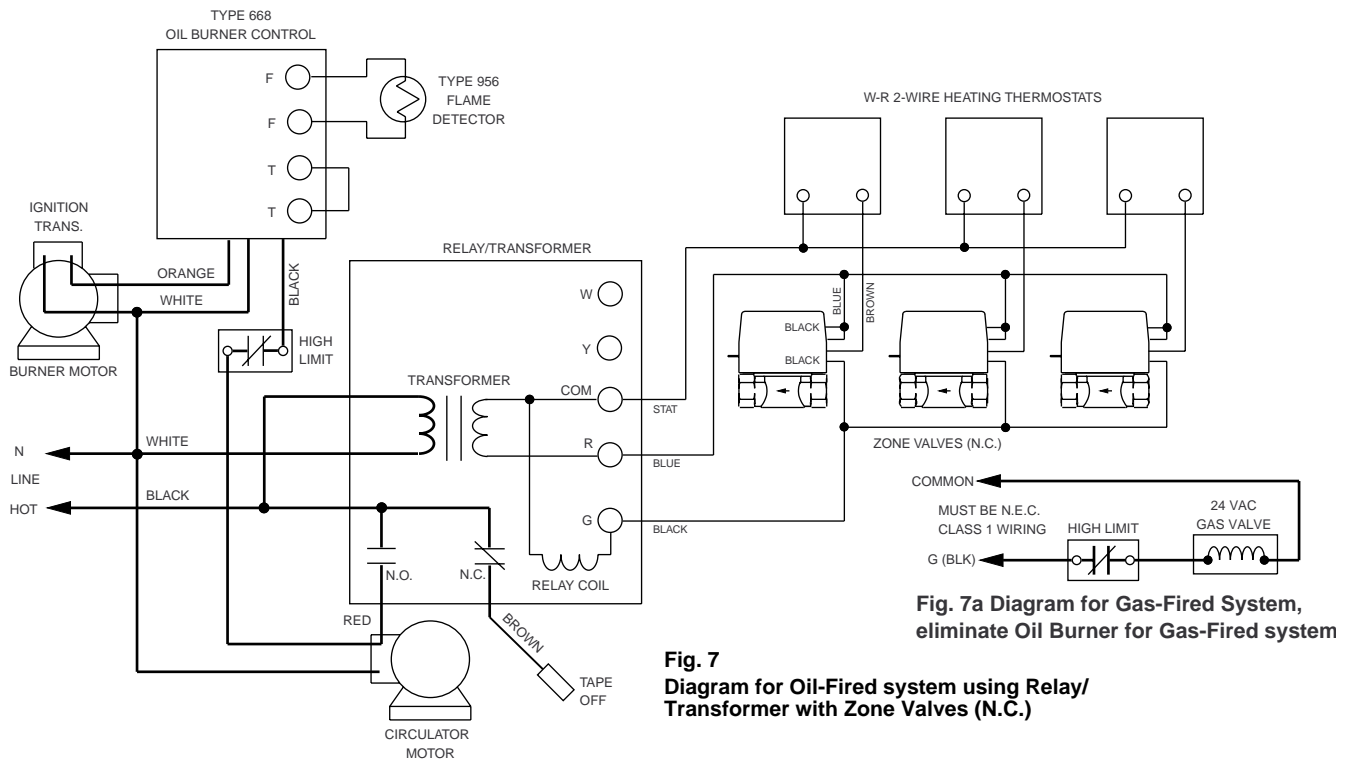 TYPE 668
OIL BURNER CONTROL
F
F
T
T
TYPE 956
FLAME
DETECTOR
IGNITION
TRANS.
ORANGE
WHITE
BLACK
BURNER MOTOR
HIGH
LIMIT
RELAY/TRANSFORMER
W
Y
TRANSFORMER
COM
STAT
R
BLUE
G
BLACK
RELAY COIL
N
LINE
HOT
WHITE
BLACK
N.O.
N.C.
RED
BROWN
TAPE
OFF
CIRCULATOR
MOTOR
W-R 2-WIRE HEATING THERMOSTATS
BLUE
BROWN
BLACK
BLACK
ZONE VALVES (N.C.)
COMMON
MUST BE N.E.C.
CLASS 1 WIRING
HIGH LIMIT
24 VAC
GAS VALVE
G (BLK)
Fig. 7a Diagram for Gas-Fired System,
eliminate Oil Burner for Gas-Fired system
Fig. 7
Diagram for Oil-Fired system using Relay/
Transformer with Zone Valves (N.C.)